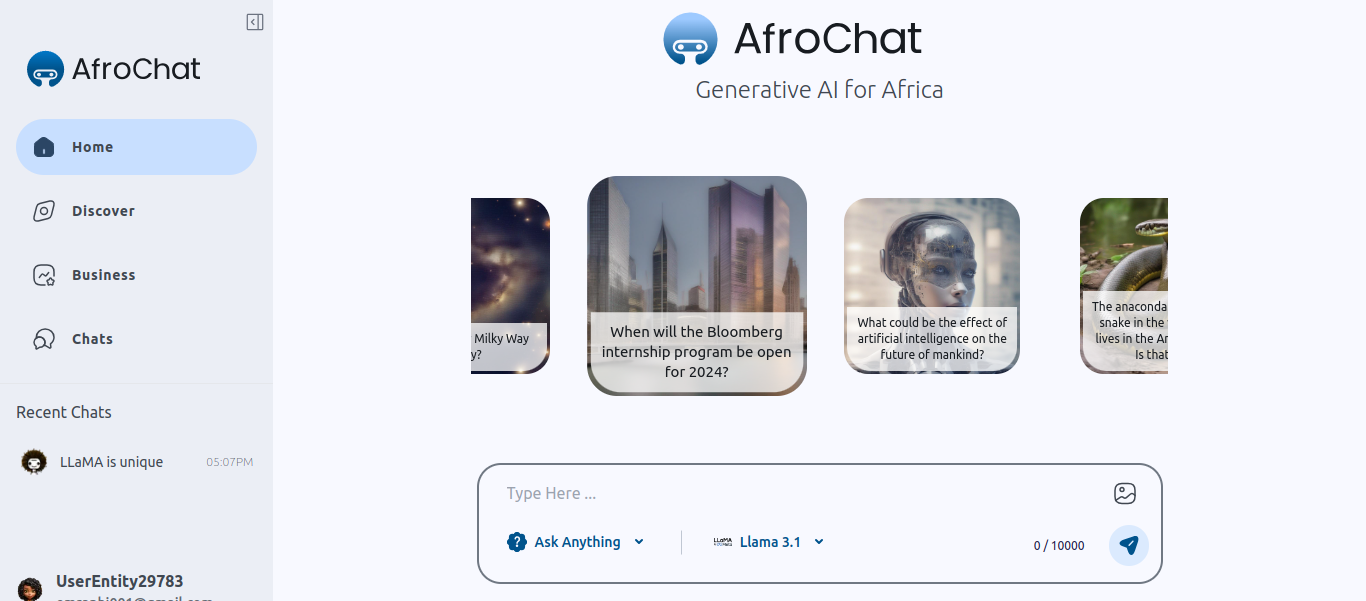 AfroChat
Home
Discover
Business
Chats
Recent Chats
LLaMA is unique
05:07PM
UserEntity29783
AfroChat
Generative AI for Africa
Milky Way
y?
When will the Bloomberg
internship program be open
for 2024?
What could be the effect of
artificial intelligence on the
future of mankind?
The anaconda
snake in the
lives in the
Is that
Type Here ...
Ask Anything
LLaMA
Llama 3.1
0 / 10000